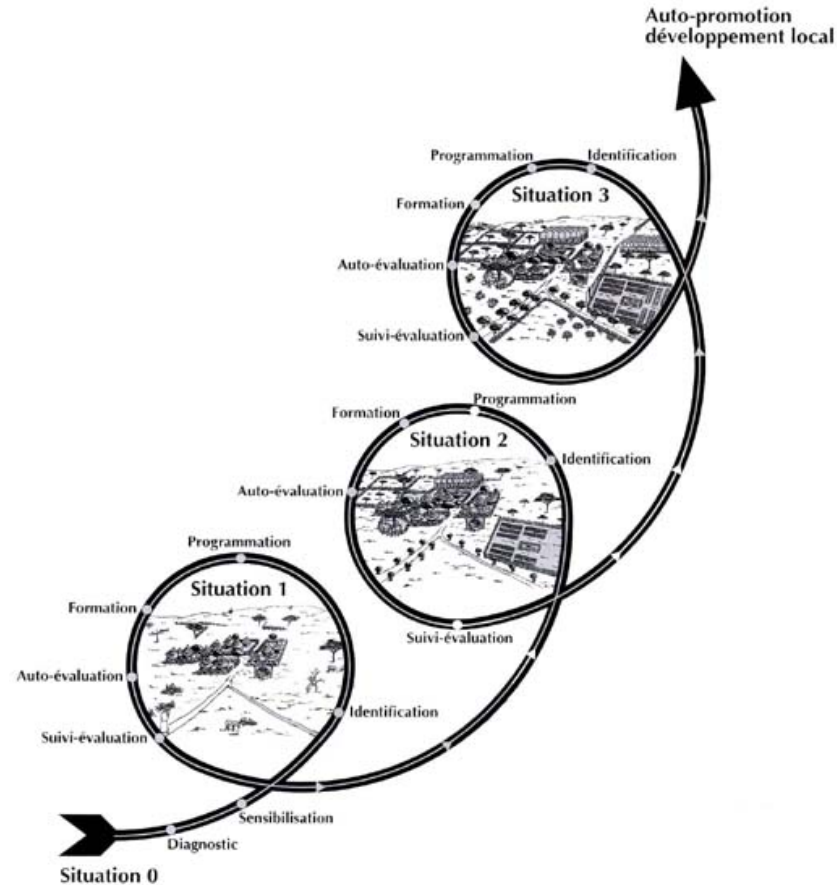 Auto-promotion
développement local
Programmation
Identification
Situation 3
Formation
Auto-évaluation
Suivi-évaluation
Programmation
Formation
Situation 2
Identification
Auto-évaluation
Suivi-évaluation
Programmation
Situation 1
Formation
Auto-évaluation
Identification
Suivi-évaluation
Sensibilisation
Diagnostic
Situation 0